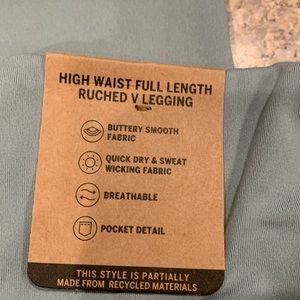 HIGH WAIST FULL LENGTH
RUCHED V LEGGING
BUTTERY SMOOTH
FABRIC
QUICK DRY & SWEAT
WICKING FABRIC
BREATHABLE
POCKET DETAIL
THIS STYLE IS PARTIALLY
MADE FROM RECYCLED MATERIALS